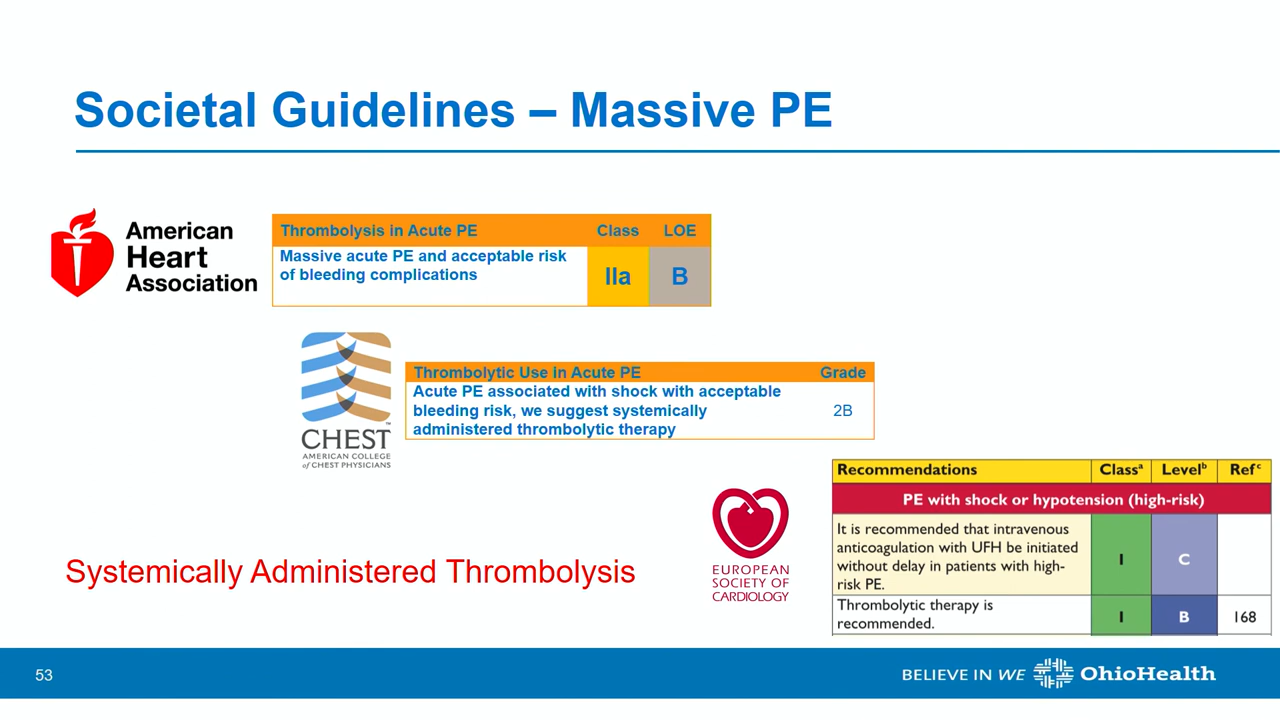 Societal Guidelines – Massive PE
American
Heart
Association
Thrombolysis in Acute PE Class LOE
Massive acute PE and acceptable risk
of bleeding complications
IIa B
CHEST™
AMERICAN COLLEGE
of CHEST PHYSICIANS
Thrombolytic Use in Acute PE Grade
Acute PE associated with shock with acceptable
bleeding risk, we suggest systemically
administered thrombolytic therapy
2B
EUROPEAN
SOCIETY OF
CARDIOLOGY
Recommendations Classᵃ Levelᵇ Refᶜ
PE with shock or hypotension (high-risk)
It is recommended that intravenous
anticoagulation with UFH be initiated
without delay in patients with high-
risk PE.
I C
Thrombolytic therapy is
recommended.
I B 168
Systemically Administered Thrombolysis
53
BELIEVE IN WE OhioHealth